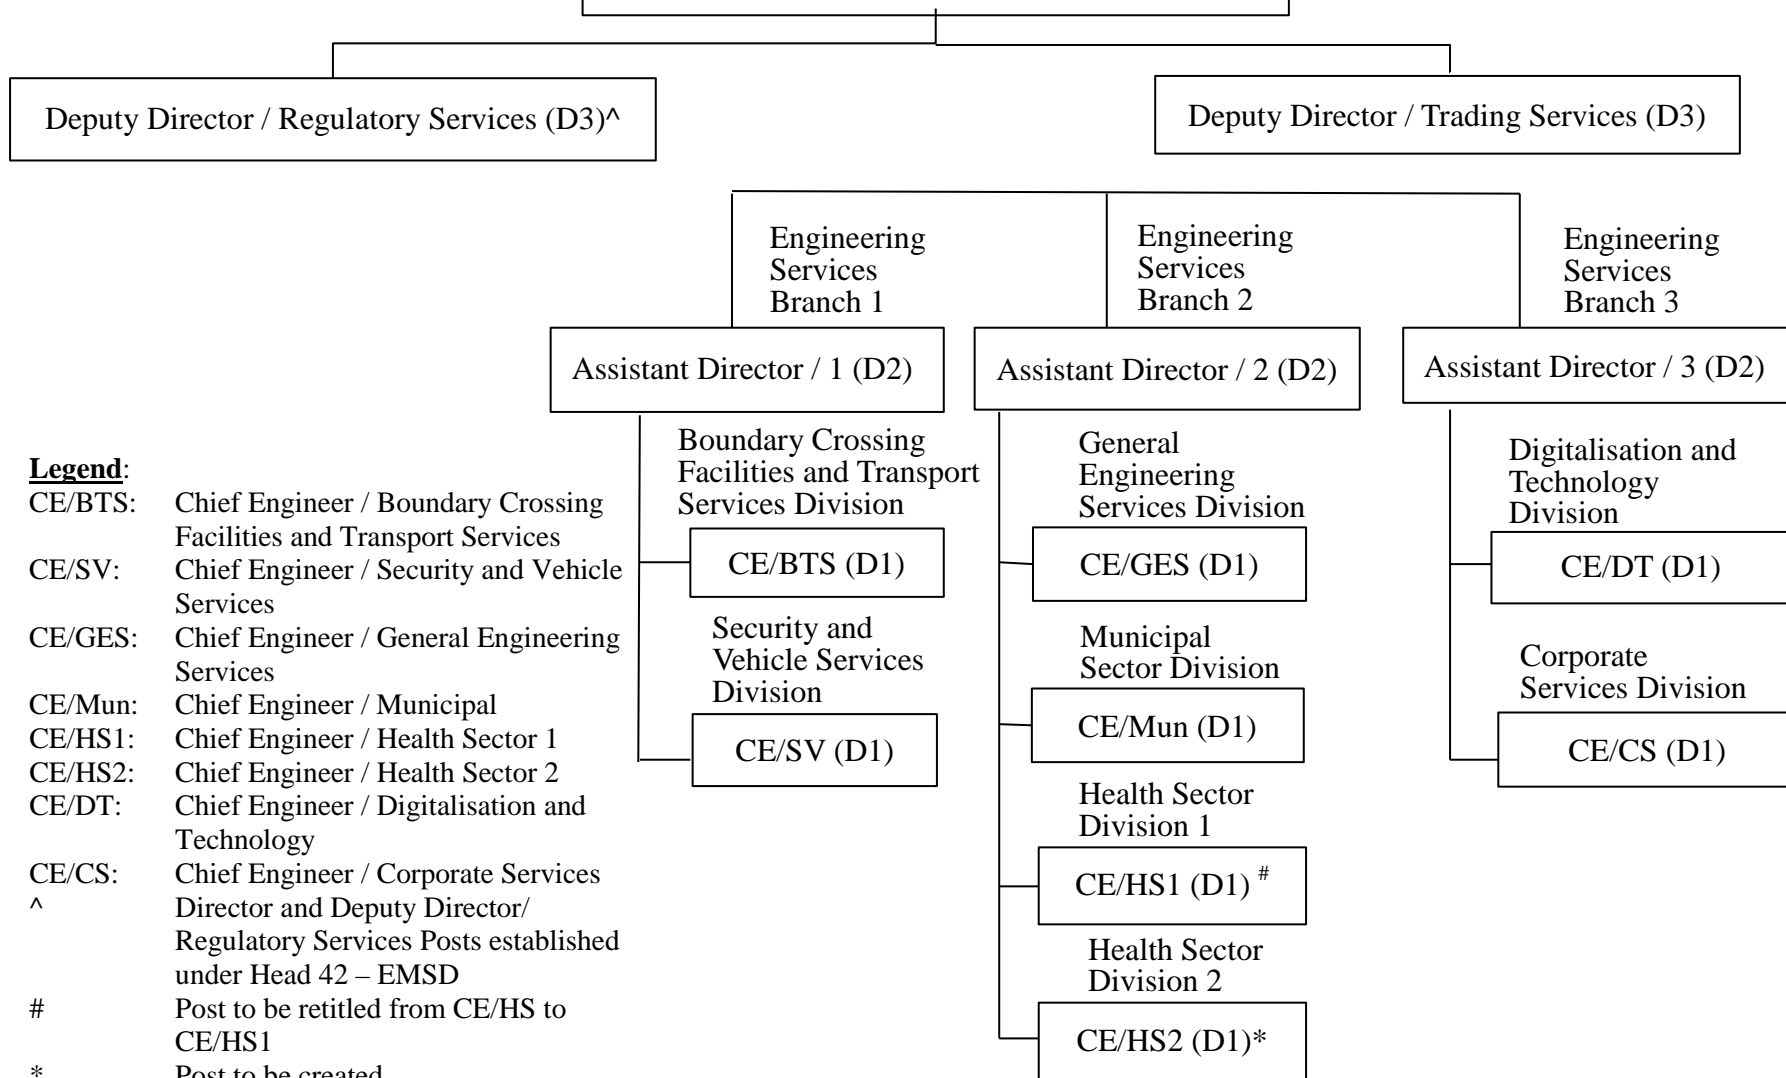 Deputy Director / Regulatory Services (D3)^
Deputy Director / Trading Services (D3)
Engineering
Services
Branch 1
Engineering
Services
Branch 2
Engineering
Services
Branch 3
Assistant Director / 1 (D2)
Assistant Director / 2 (D2)
Assistant Director / 3 (D2)
Boundary Crossing
Facilities and Transport
Services Division
CE/BTS (D1)
Security and
Vehicle Services
Division
CE/SV (D1)
General
Engineering
Services Division
CE/GES (D1)
Municipal
Sector Division
CE/Mun (D1)
Health Sector
Division 1
CE/HS1 (D1) #
Health Sector
Division 2
CE/HS2 (D1)*
Digitalisation and
Technology
Division
CE/DT (D1)
Corporate
Services Division
CE/CS (D1)
Legend:
CE/BTS: Chief Engineer / Boundary Crossing
Facilities and Transport Services
CE/SV: Chief Engineer / Security and Vehicle
Services
CE/GES: Chief Engineer / General Engineering
Services
CE/Mun: Chief Engineer / Municipal
CE/HS1: Chief Engineer / Health Sector 1
CE/HS2: Chief Engineer / Health Sector 2
CE/DT: Chief Engineer / Digitalisation and
Technology
CE/CS: Chief Engineer / Corporate Services
^ Director and Deputy Director/
Regulatory Services Posts established
under Head 42 – EMSD
# Post to be retitled from CE/HS to
CE/HS1
* Post to be created